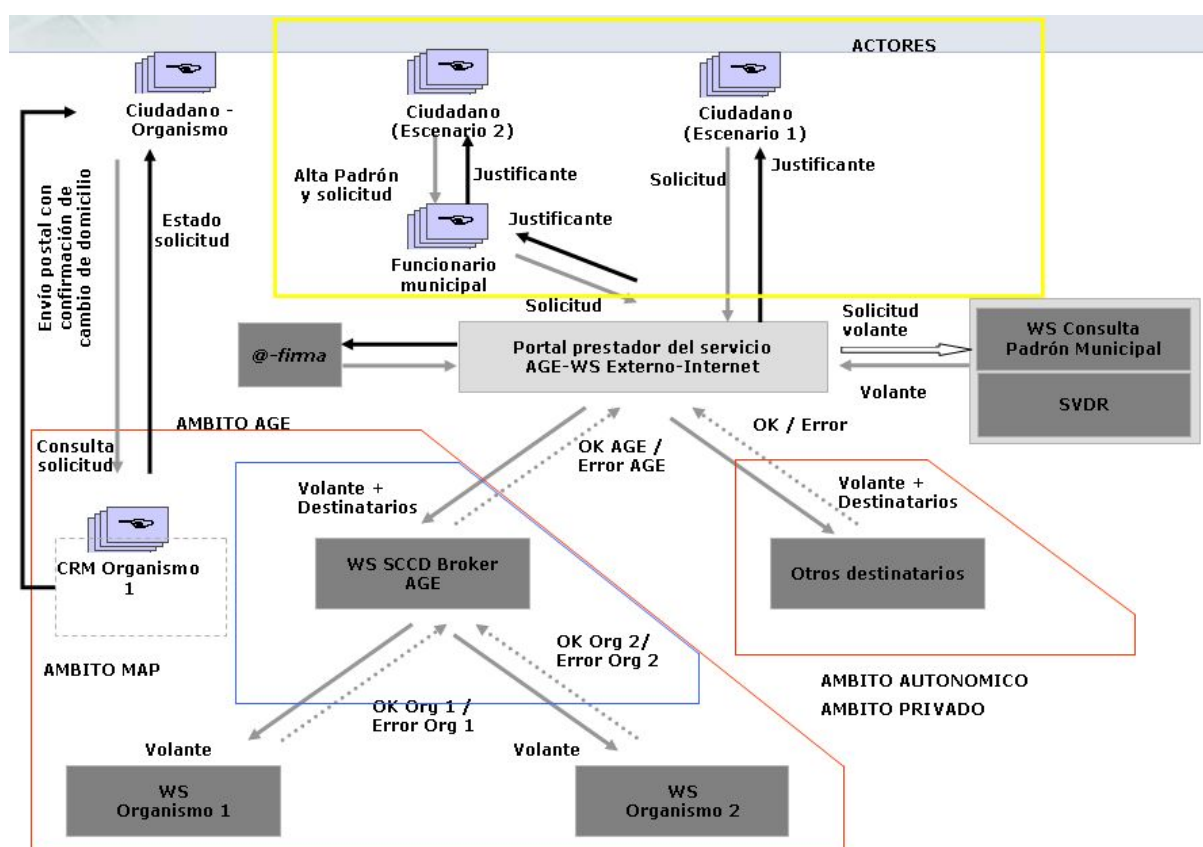 ACTORES
Ciudadano -
Organismo
Ciudadano
(Escenario 2)
Ciudadano
(Escenario 1)
Alta Padrón
y solicitud
Justificante
Solicitud
Justificante
Envío postal con
confirmación de
cambio de domicilio
Estado
solicitud
Justificante
Funcionario
municipal
Solicitud
@-firma
Portal prestador del servicio
AGE-WS Externo-Internet
Solicitud
volante
Volante
WS Consulta
Padrón Municipal
SVDR
AMBITO AGE
Consulta
solicitud
OK AGE /
Error AGE
OK / Error
Volante +
Destinatarios
Volante +
Destinatarios
CRM Organismo
1
WS SCCD Broker
AGE
Otros destinatarios
AMBITO MAP
OK Org 2/
Error Org 2
OK Org 1 /
Error Org 1
AMBITO AUTONOMICO
AMBITO PRIVADO
Volante
Volante
WS
Organismo 1
WS
Organismo 2